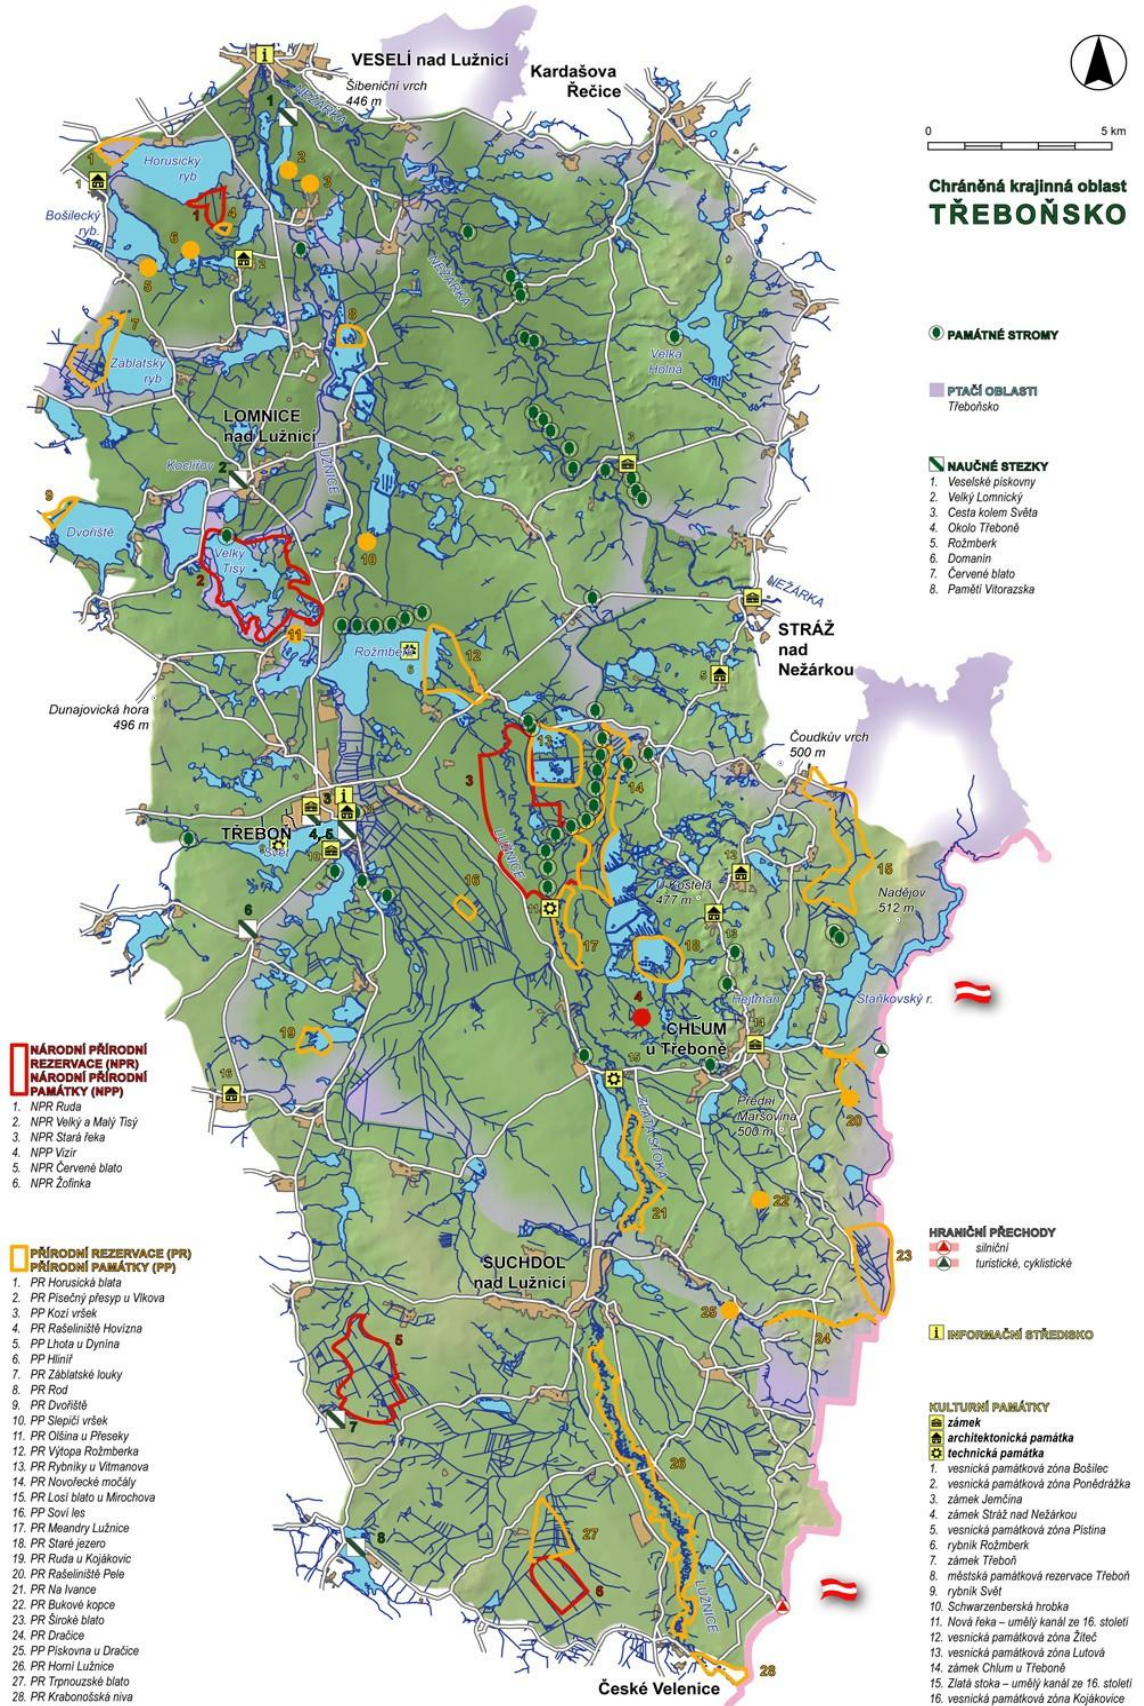 VESELÍ nad Lužnicí
Šibeniční vrch
446 m
Kardašova
Řečice
0 5 km
Chráněná krajinná oblast
TŘEBOŇSKO
NEŽÁRKA
Horusický
ryb
Bošilecký
ryb.
NEŽÁRKA
Velká
Holná
Záblatský
ryb
LOMNICE
nad Lužnicí
LUŽNICE
Koclířov
Dvořiště
Velký
Tisý
NEŽÁRKA
STRÁŽ
nad
Nežárkou
Rožmberk
Dunajovická hora
496 m
Čoudkův vrch
500 m
TŘEBOŇ
Svět
LUŽNICE
U Kostela
477 m
Nadějov
512 m
Staňkovský r.
Hejtman
CHLUM
u Třeboně
Přední
Maršovina
500 m
ZLATÁ STOKA
SUCHDOL
nad Lužnicí
LUŽNICE
České Velenice
PAMÁTNÉ STROMY
PTAČÍ OBLASTI
Třeboňsko
NAUČNÉ STEZKY
1. Veselské pískovny
2. Velký Lomnický
3. Cesta kolem Světa
4. Okolo Třeboně
5. Rožmberk
6. Domanín
7. Červené blato
8. Paměti Vitorazska
NÁRODNÍ PŘÍRODNÍ
REZERVACE (NPR)
NÁRODNÍ PŘÍRODNÍ
PAMÁTKY (NPP)
1. NPR Ruda
2. NPR Velký a Malý Tisý
3. NPR Stará řeka
4. NPP Vizír
5. NPR Červené blato
6. NPR Žofinka
PŘÍRODNÍ REZERVACE (PR)
PŘÍRODNÍ PAMÁTKY (PP)
1. PR Horusická blata
2. PR Písečný přesyp u Vlkova
3. PP Kozí vršek
4. PR Rašeliniště Hovízna
5. PP Lhota u Dynína
6. PP Hliníř
7. PR Záblatské louky
8. PR Rod
9. PR Dvořiště
10. PP Slepičí vršek
11. PR Olšina u Přeseky
12. PR Výtopa Rožmberka
13. PR Rybníky u Vitmanova
14. PR Novořecké močály
15. PR Losí blato u Mirochova
16. PP Soví les
17. PR Meandry Lužnice
18. PR Staré jezero
19. PR Ruda u Kojákovic
20. PR Rašeliniště Pele
21. PR Na Ivance
22. PR Bukové kopce
23. PR Široké blato
24. PR Dračice
25. PP Pískovna u Dračice
26. PR Horní Lužnice
27. PR Trpnouzské blato
28. PR Krabonošská niva
HRANIČNÍ PŘECHODY
silniční
turistické, cyklistické
i INFORMAČNÍ STŘEDISKO
KULTURNÍ PAMÁTKY
zámek
architektonická památka
technická památka
1. vesnická památková zóna Bošilec
2. vesnická památková zóna Ponědrážka
3. zámek Jemčina
4. zámek Stráž nad Nežárkou
5. vesnická památková zóna Pístina
6. rybník Rožmberk
7. zámek Třeboň
8. městská památková rezervace Třeboň
9. rybník Svět
10. Schwarzenberská hrobka
11. Nová řeka – umělý kanál ze 16. století
12. vesnická památková zóna Žíteč
13. vesnická památková zóna Lutová
14. zámek Chlum u Třeboně
15. Zlatá stoka – umělý kanál ze 16. století
16. vesnická památková zóna Kojákovice